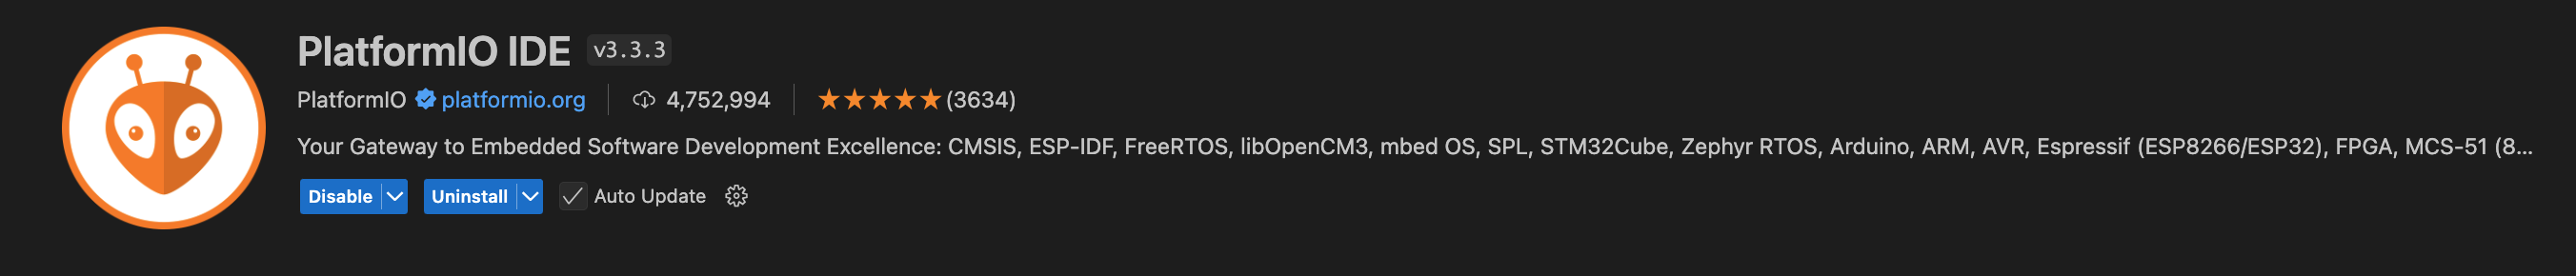 PlatformIO IDE v3.3.3
PlatformIO platformio.org 4,752,994 (3634)
Your Gateway to Embedded Software Development Excellence: CMSIS, ESP-IDF, FreeRTOS, libOpenCM3, mbed OS, SPL, STM32Cube, Zephyr RTOS, Arduino, ARM, AVR, Espressif (ESP8266/ESP32), FPGA, MCS-51 (8...
Disable Uninstall Auto Update